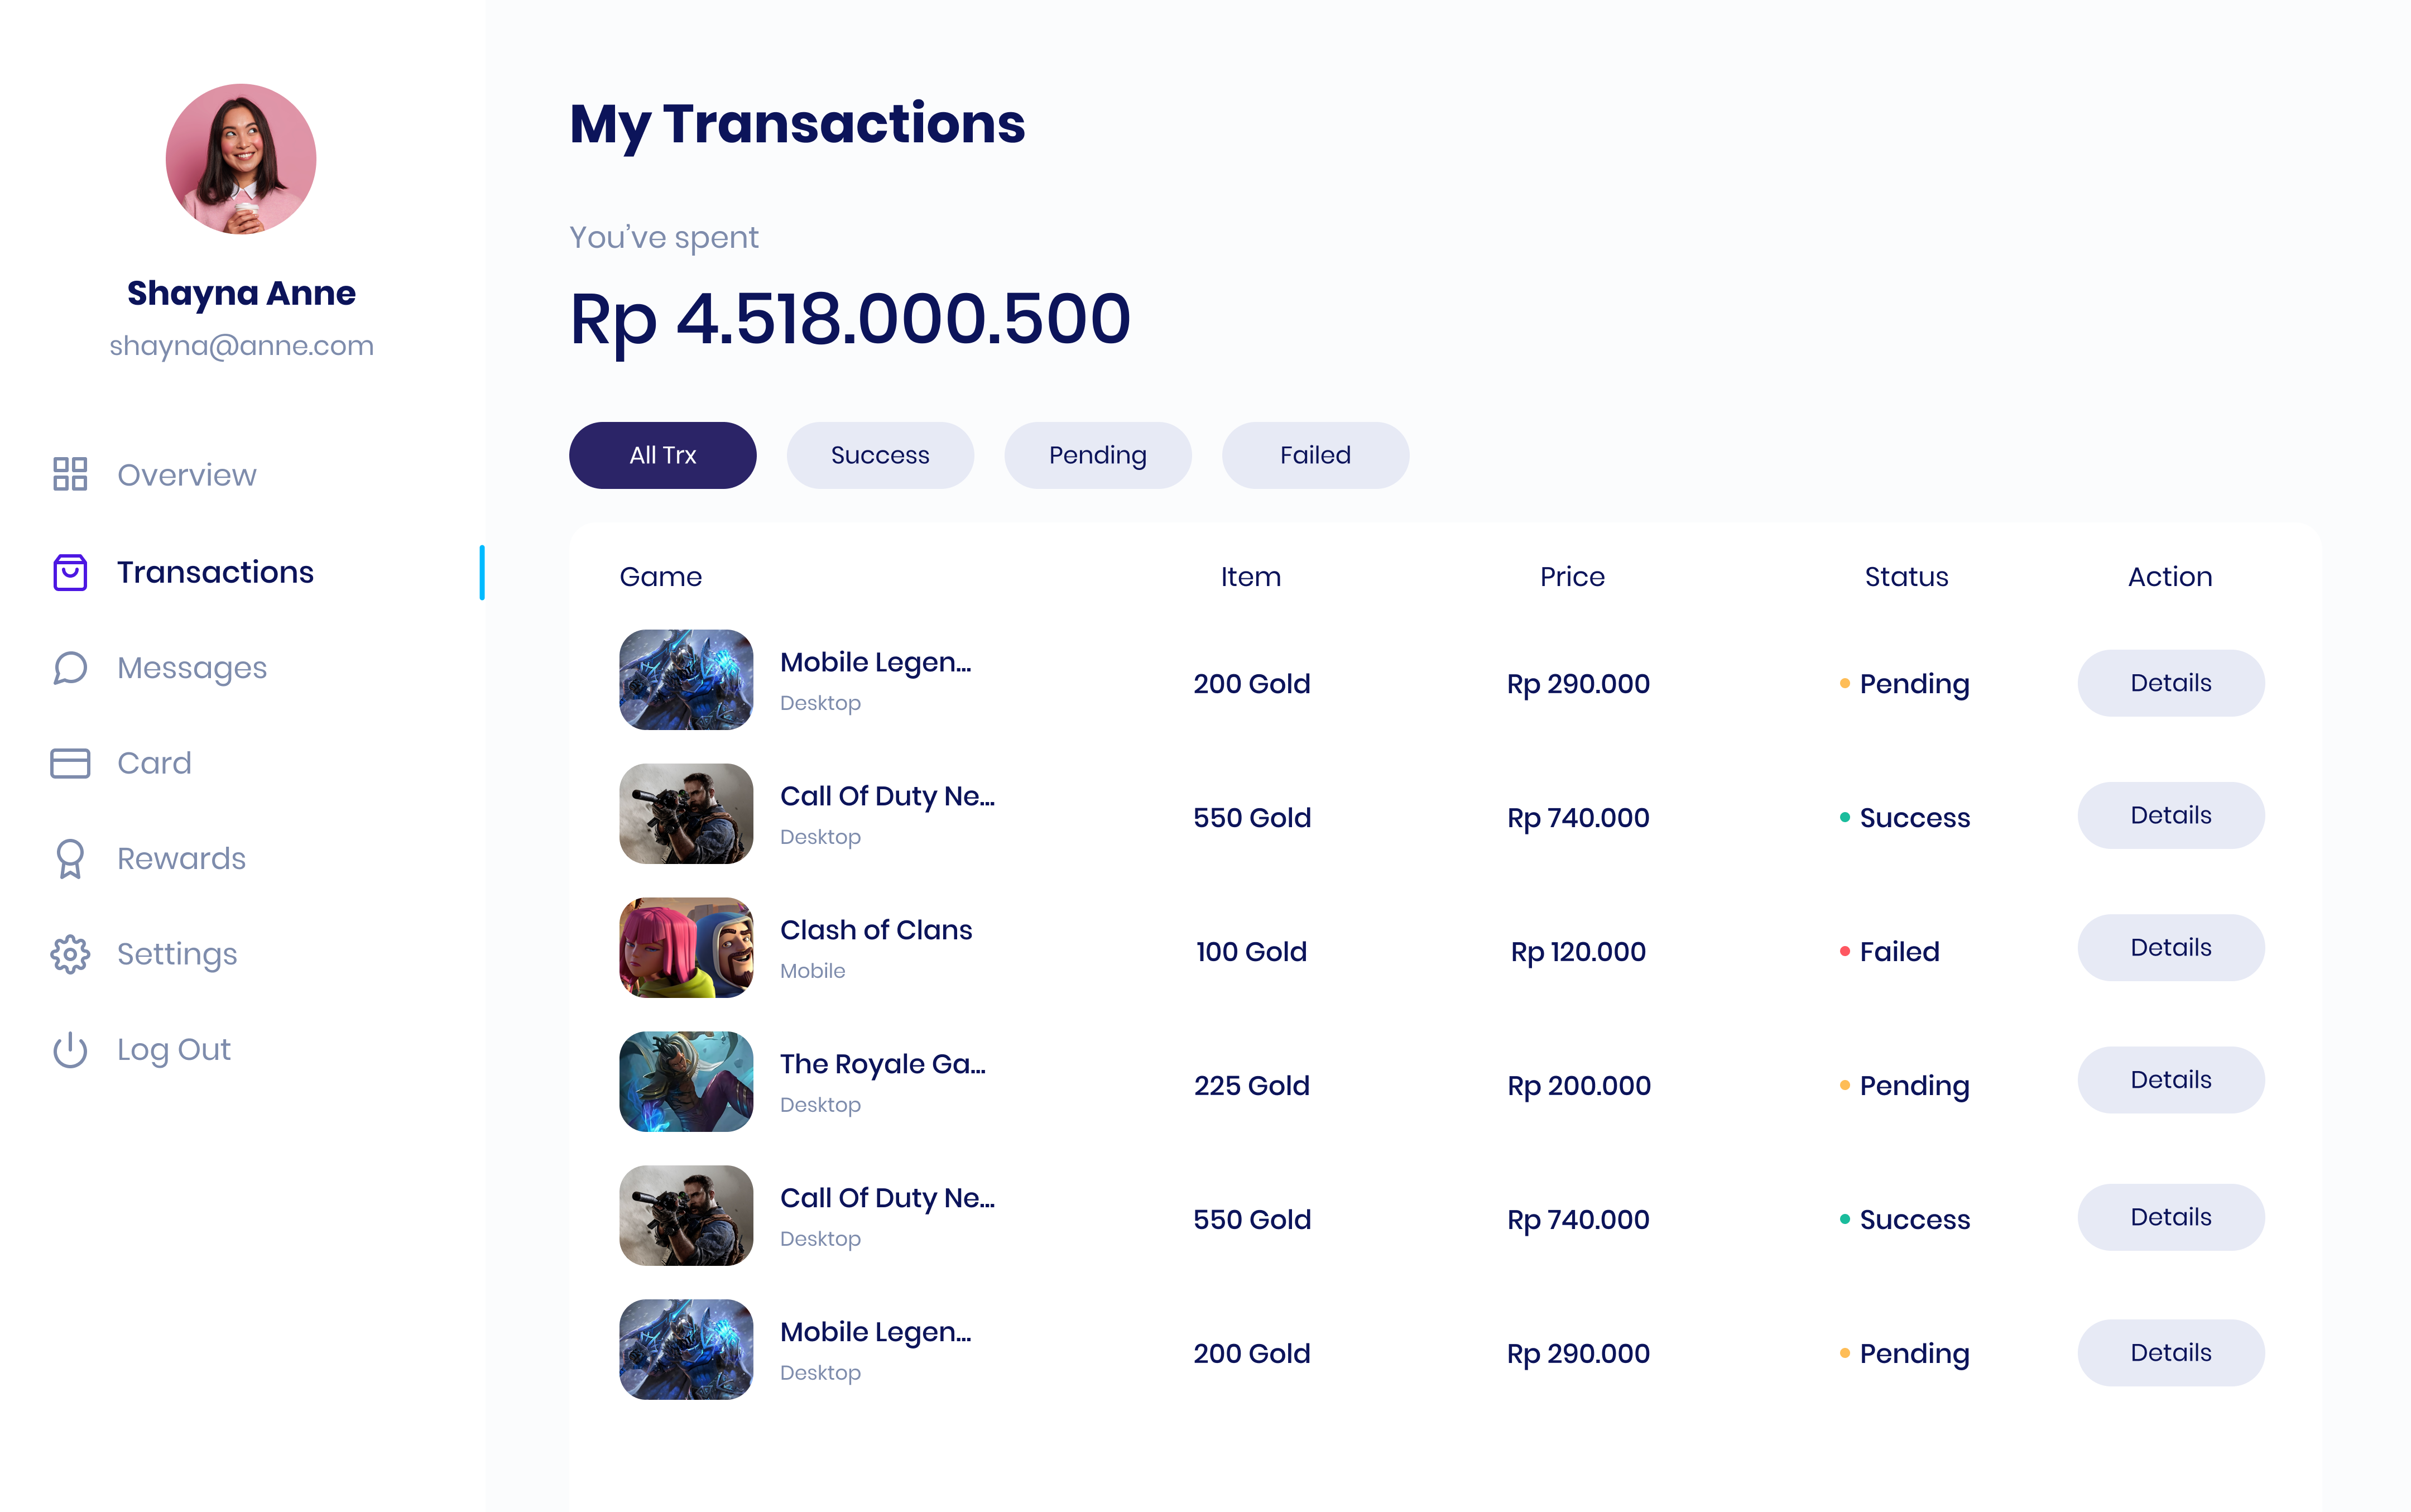 Shayna Anne
shayna@anne.com
Overview
Transactions
Messages
Card
Rewards
Settings
Log Out
My Transactions
You've spent
Rp 4.518.000.500
All Trx Success Pending Failed
Game Item Price Status Action
Mobile Legen...
Desktop
200 Gold Rp 290.000 Pending Details
Call Of Duty Ne...
Desktop
550 Gold Rp 740.000 Success Details
Clash of Clans
Mobile
100 Gold Rp 120.000 Failed Details
The Royale Ga...
Desktop
225 Gold Rp 200.000 Pending Details
Call Of Duty Ne...
Desktop
550 Gold Rp 740.000 Success Details
Mobile Legen...
Desktop
200 Gold Rp 290.000 Pending Details